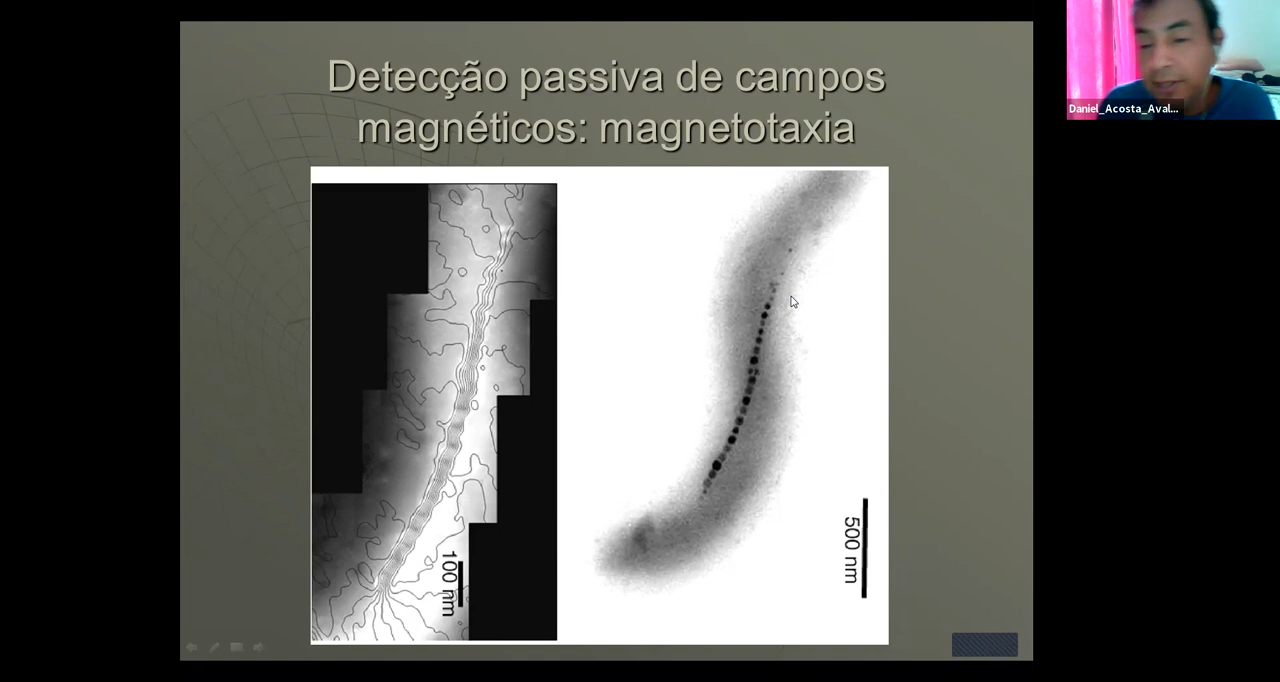 Detecção passiva de campos
magnéticos: magnetotaxia
Daniel_Acosta_Aval...
100 nm
500 nm